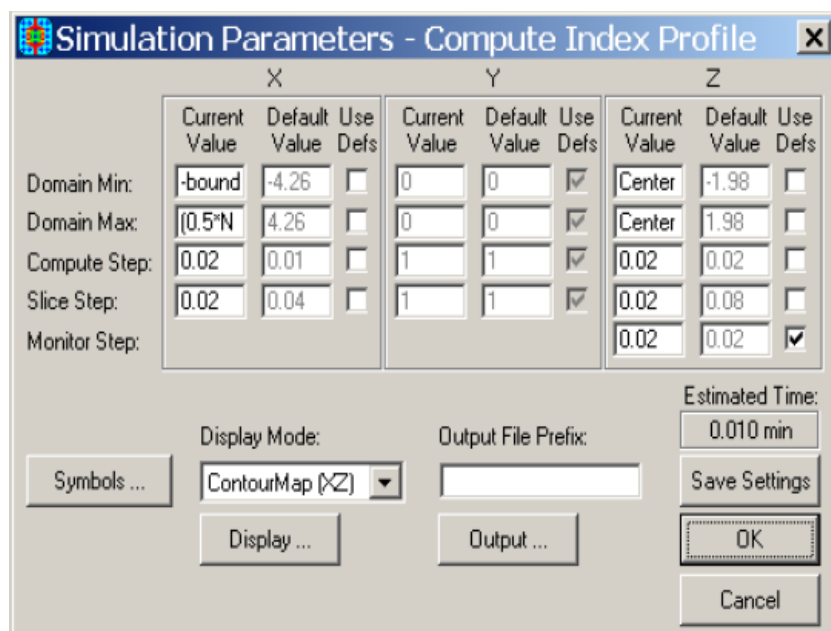 Simulation Parameters - Compute Index Profile
X Y Z
Current Value Default Value Use Defs Current Value Default Value Use Defs Current Value Default Value Use Defs
Domain Min: -bound -4.26 0 0 Center -1.98
Domain Max: (0.5*N 4.26 0 0 Center 1.98
Compute Step: 0.02 0.01 1 1 0.02 0.02
Slice Step: 0.02 0.04 1 1 0.02 0.08
Monitor Step: 0.02 0.02
Estimated Time:
Display Mode: Output File Prefix: 0.010 min
Symbols ... ContourMap (XZ) Save Settings
Display ... Output ... OK
Cancel